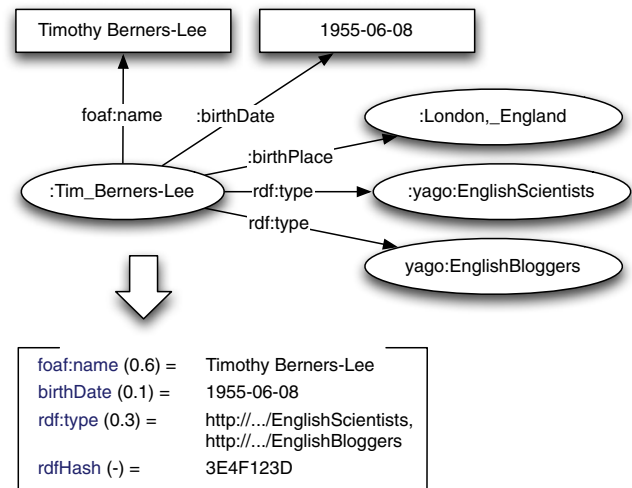 Timothy Berners-Lee
1955-06-08
foaf:name
:birthDate
:London,_England
:birthPlace
:Tim_Berners-Lee
rdf:type
:yago:EnglishScientists
rdf:type
yago:EnglishBloggers
foaf:name (0.6) = Timothy Berners-Lee
birthDate (0.1) = 1955-06-08
rdf:type (0.3) = http://.../EnglishScientists,
http://.../EnglishBloggers
rdfHash (-) = 3E4F123D